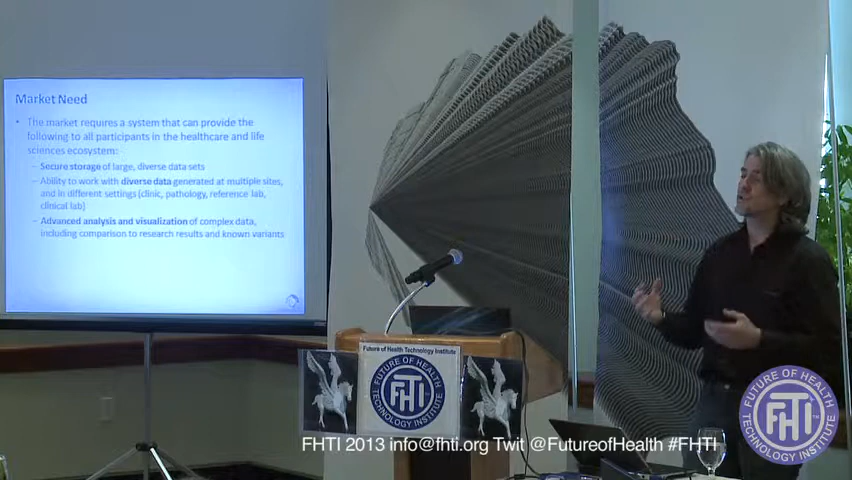 Market Need
• The market requires a system that can provide the
following to all participants in the healthcare and life
sciences ecosystem:
– Secure storage of large, diverse data sets
– Ability to work with diverse data generated at multiple sites,
and in different settings (clinic, pathology, reference lab,
clinical lab)
– Advanced analysis and visualization of complex data,
including comparison to research results and known variants
Future of Health Technology Institute
FUTURE OF HEALTH
FHTI
TECHNOLOGY INSTITUTE
FUTURE OF HEALTH
FHTI
TM
TECHNOLOGY INSTITUTE
FHTI 2013 info@fhti.org Twit @FutureofHealth #FHTI